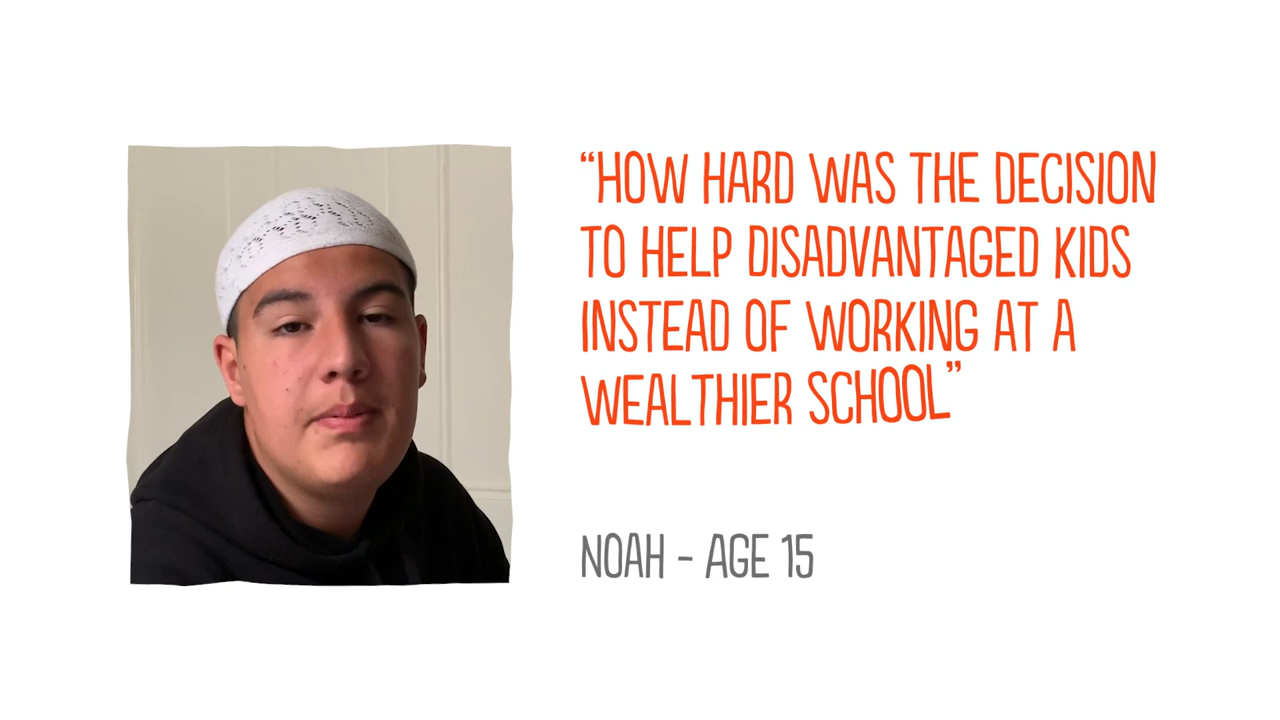 “HOW HARD WAS THE DECISION
TO HELP DISADVANTAGED KIDS
INSTEAD OF WORKING AT A
WEALTHIER SCHOOL”
NOAH – AGE 15